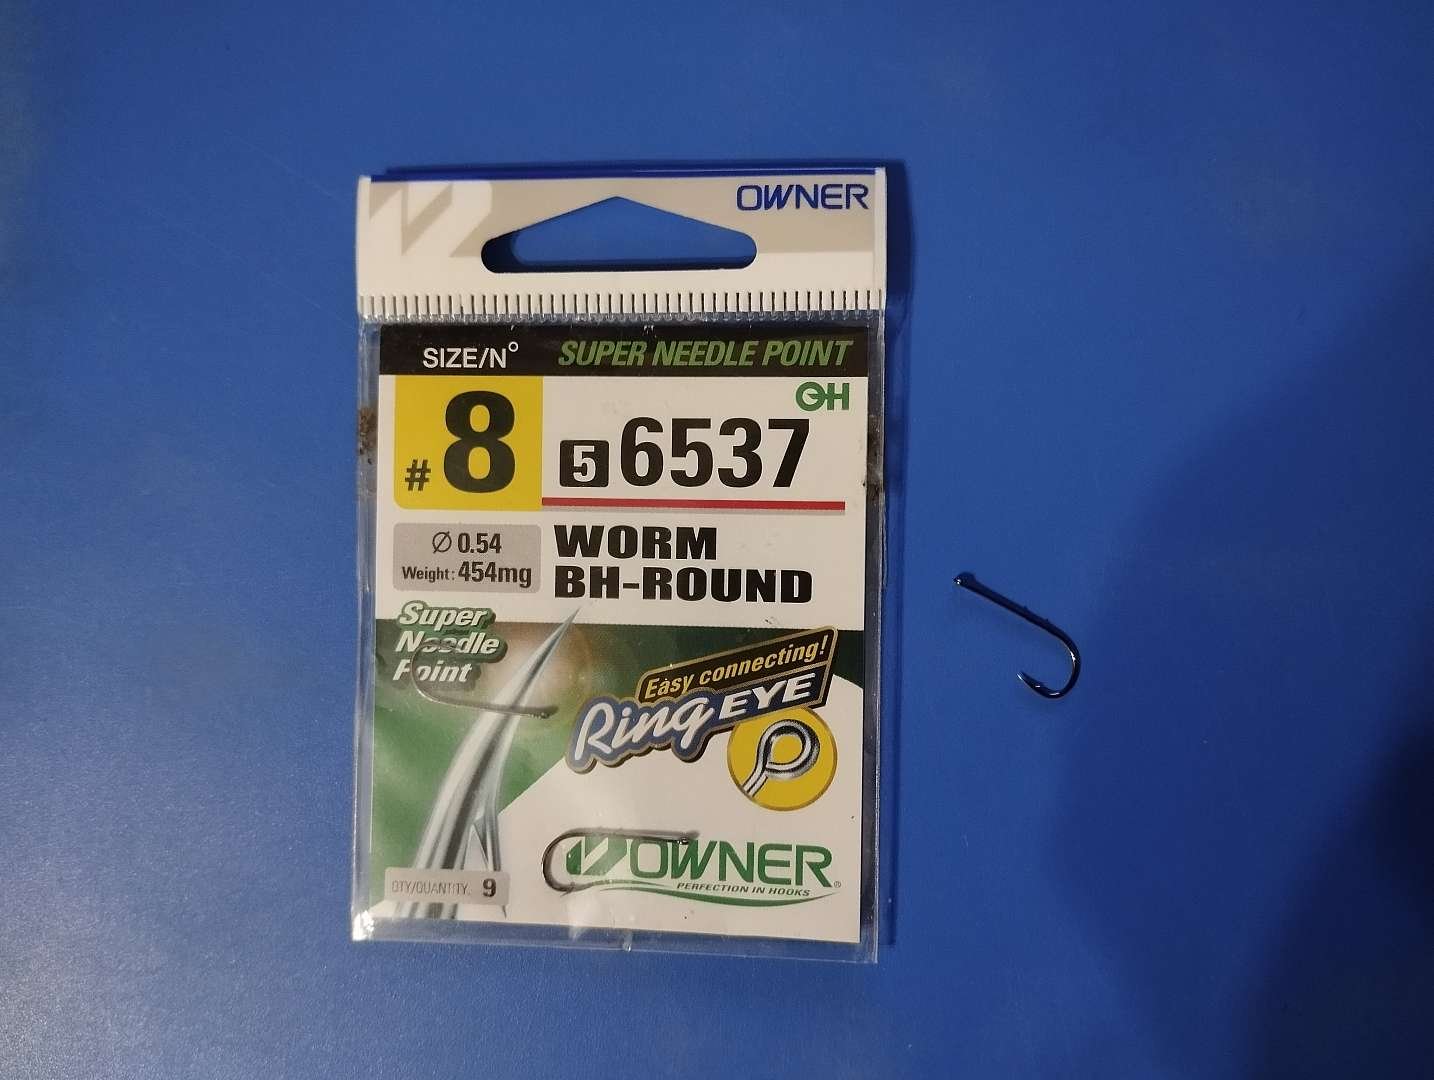 OWNER
SIZE/N° SUPER NEEDLE POINT
#8
OH
5 6537
Ø 0.54
Weight: 454mg
WORM
BH-ROUND
Super
Needle
Point
Easy connecting!
Ring EYE
OWNER®
PERFECTION IN HOOKS
QTY/QUANTITY. 9